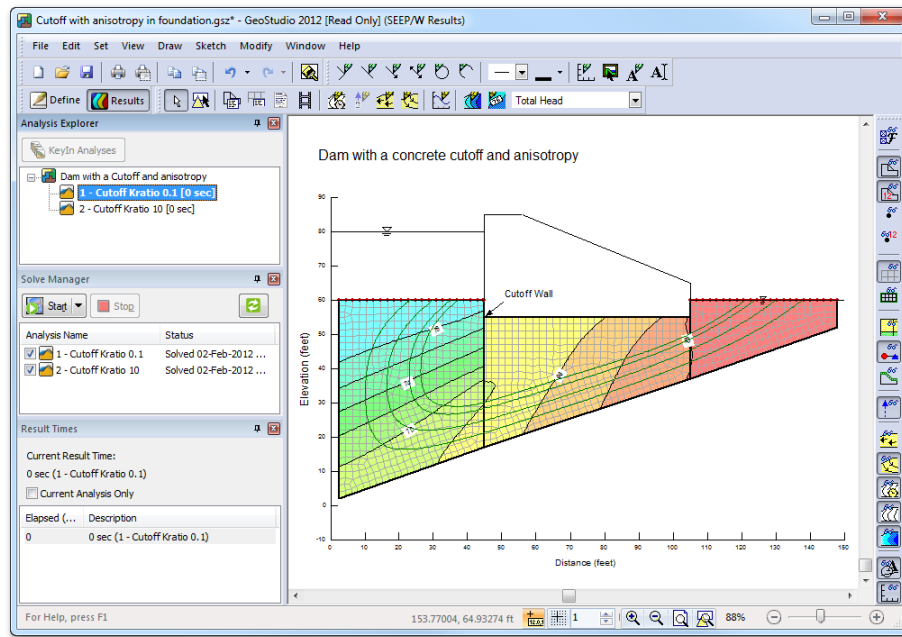 Cutoff with anisotropy in foundation.gsz* - GeoStudio 2012 [Read Only] (SEEP/W Results)
File Edit Set View Draw Sketch Modify Window Help
Define Results Total Head
Analysis Explorer
KeyIn Analyses
Dam with a Cutoff and anisotropy
1 - Cutoff Kratio 0.1 [0 sec]
2 - Cutoff Kratio 10 [0 sec]
Solve Manager
Start Stop
Analysis Name Status
1 - Cutoff Kratio 0.1 Solved 02-Feb-2012 ...
2 - Cutoff Kratio 10 Solved 02-Feb-2012 ...
Result Times
Current Result Time:
0 sec (1 - Cutoff Kratio 0.1)
Current Analysis Only
Elapsed (... Description
0 0 sec (1 - Cutoff Kratio 0.1)
Dam with a concrete cutoff and anisotropy
90
80
70
60
50
40
30
20
10
0
-10
Elevation (feet)
Cutoff Wall
0 10 20 30 40 50 60 70 80 90 100 110 120 130 140 150
Distance (feet)
For Help, press F1
153.77004, 64.93274 ft
1
88%